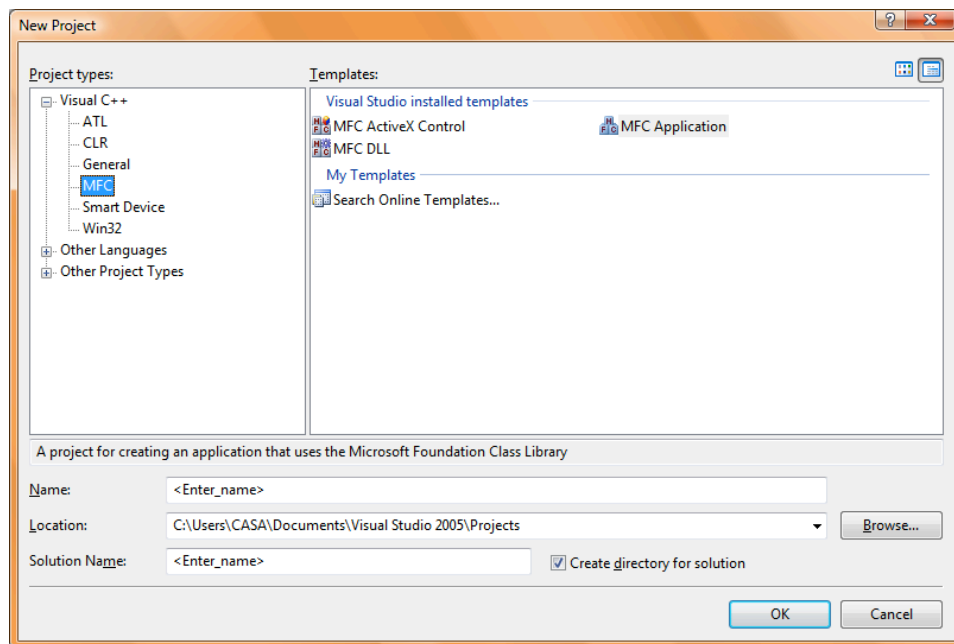 New Project
Project types:
Templates:
Visual C++
ATL
CLR
General
MFC
Smart Device
Win32
Other Languages
Other Project Types
Visual Studio installed templates
MFC ActiveX Control
MFC Application
MFC DLL
My Templates
Search Online Templates...
A project for creating an application that uses the Microsoft Foundation Class Library
Name:
<Enter_name>
Location:
C:\Users\CASA\Documents\Visual Studio 2005\Projects
Browse...
Solution Name:
<Enter_name>
Create directory for solution
OK
Cancel